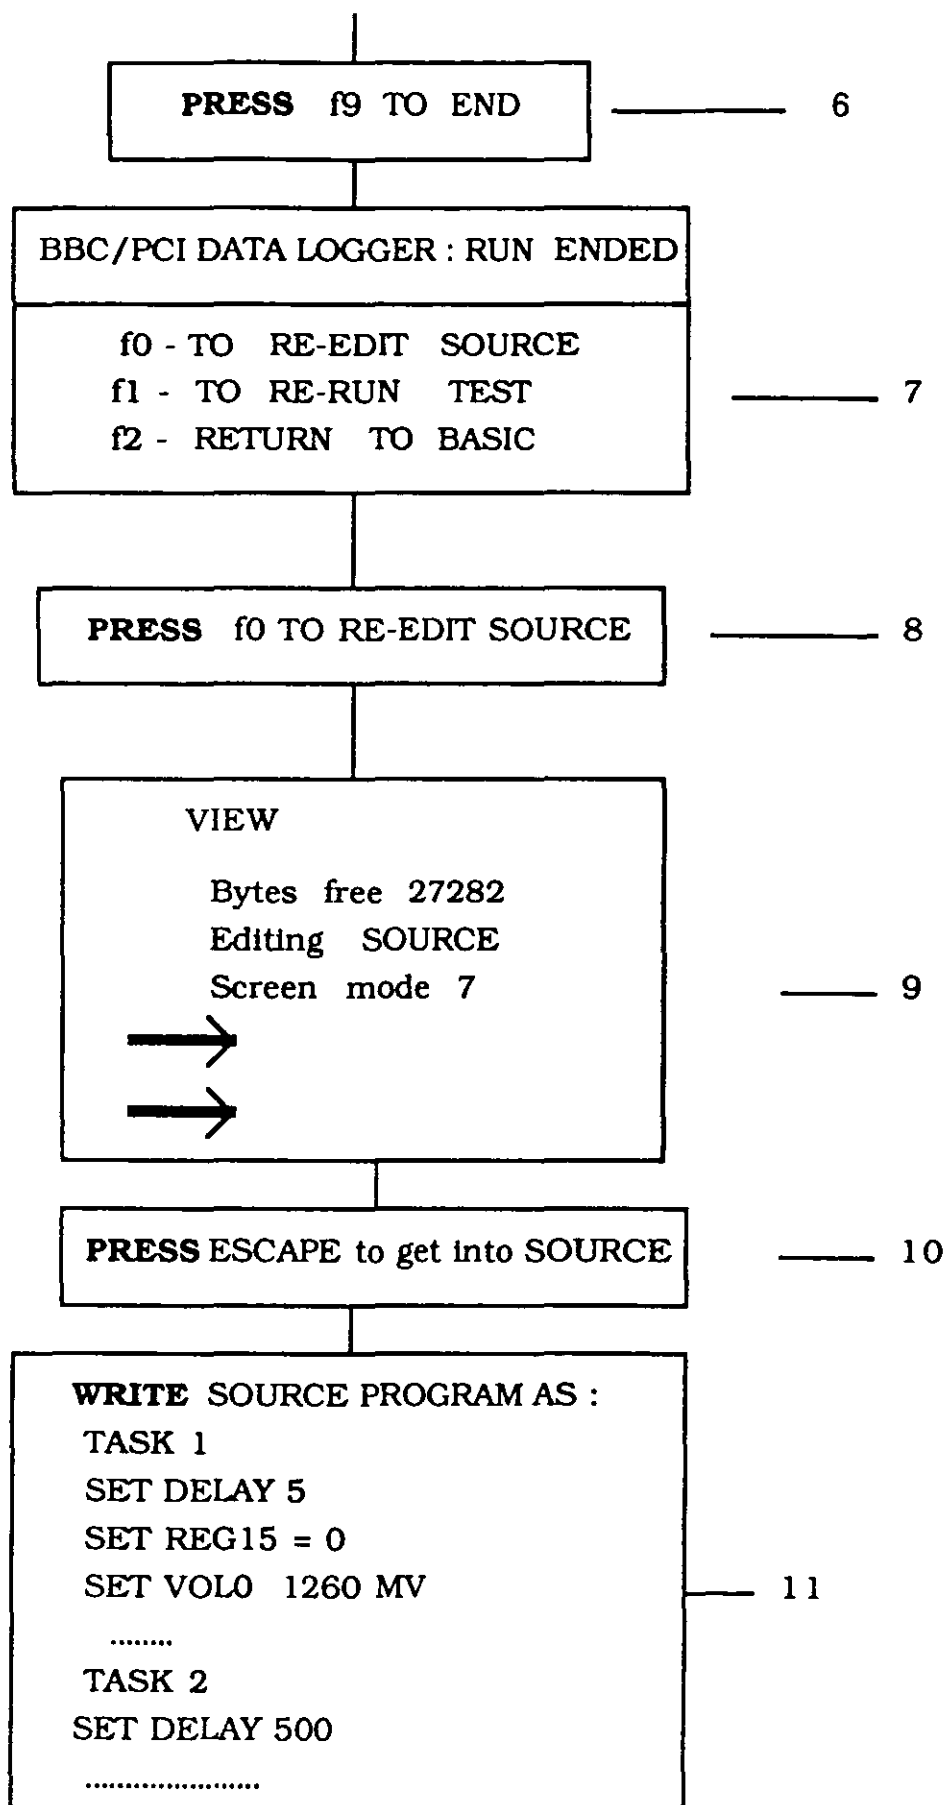 PRESS f9 TO END 6
BBC/PCI DATA LOGGER : RUN ENDED
f0 - TO RE-EDIT SOURCE
f1 - TO RE-RUN TEST 7
f2 - RETURN TO BASIC
PRESS f0 TO RE-EDIT SOURCE 8
VIEW
Bytes free 27282
Editing SOURCE
Screen mode 7 9
PRESS ESCAPE to get into SOURCE 10
WRITE SOURCE PROGRAM AS :
TASK 1
SET DELAY 5
SET REG15 = 0
SET VOL0 1260 MV 11
........
TASK 2
SET DELAY 500
.....................